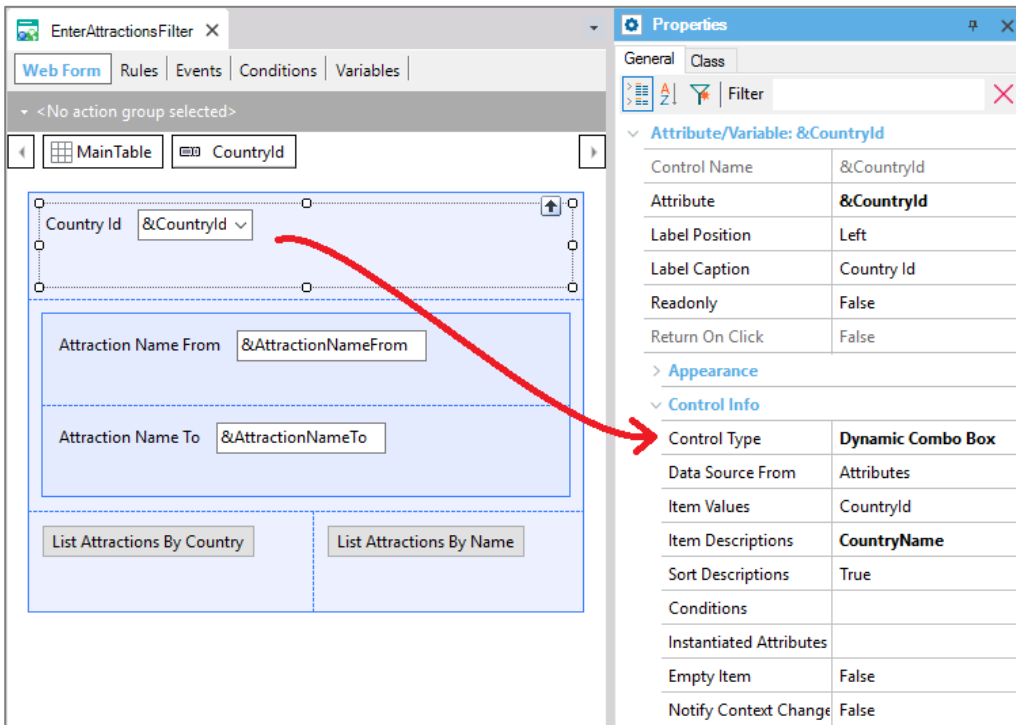 EnterAttractionsFilter
Web Form Rules Events Conditions Variables
<No action group selected>
MainTable CountryId
Country Id &CountryId
Attraction Name From &AttractionNameFrom
Attraction Name To &AttractionNameTo
List Attractions By Country List Attractions By Name
Properties
General Class
Filter
Attribute/Variable: &CountryId
Control Name &CountryId
Attribute &CountryId
Label Position Left
Label Caption Country Id
Readonly False
Return On Click False
Appearance
Control Info
Control Type Dynamic Combo Box
Data Source From Attributes
Item Values CountryId
Item Descriptions CountryName
Sort Descriptions True
Conditions
Instantiated Attributes
Empty Item False
Notify Context Change False